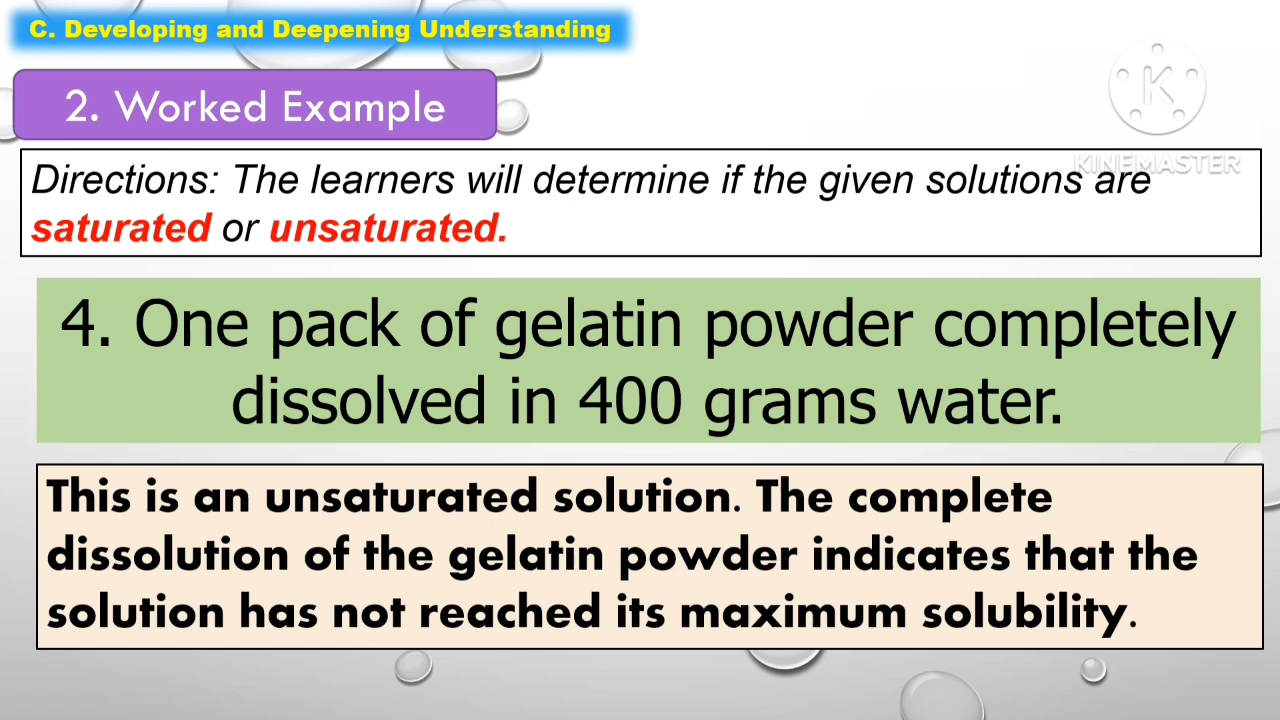 C. Developing and Deepening Understanding
2. Worked Example
K
KINEMASTER
Directions: The learners will determine if the given solutions are
saturated or unsaturated.
4. One pack of gelatin powder completely
dissolved in 400 grams water.
This is an unsaturated solution. The complete
dissolution of the gelatin powder indicates that the
solution has not reached its maximum solubility.